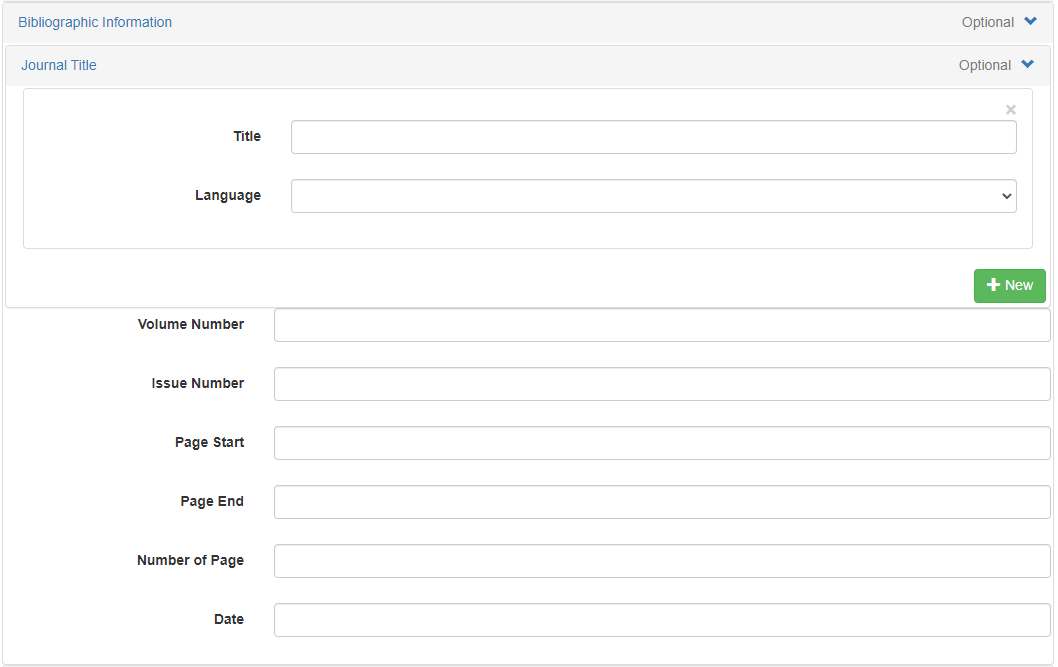 Bibliographic Information Optional
Journal Title Optional
Title
Language
New
Volume Number
Issue Number
Page Start
Page End
Number of Page
Date